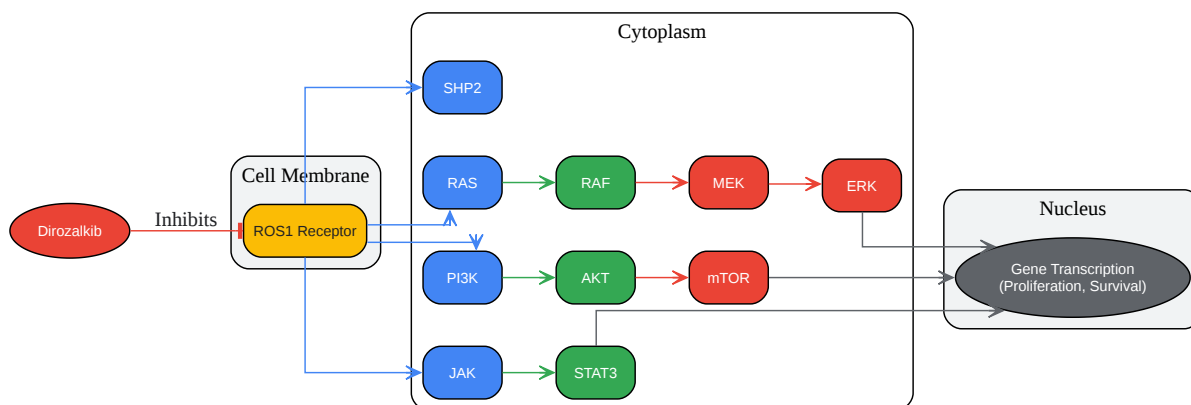 Cytoplasm
SHP2
Cell Membrane
RAS
RAF
MEK
ERK
Inhibits
Dirozalkib
ROS1 Receptor
Nucleus
PI3K
AKT
mTOR
Gene Transcription
(Proliferation, Survival)
JAK
STAT3